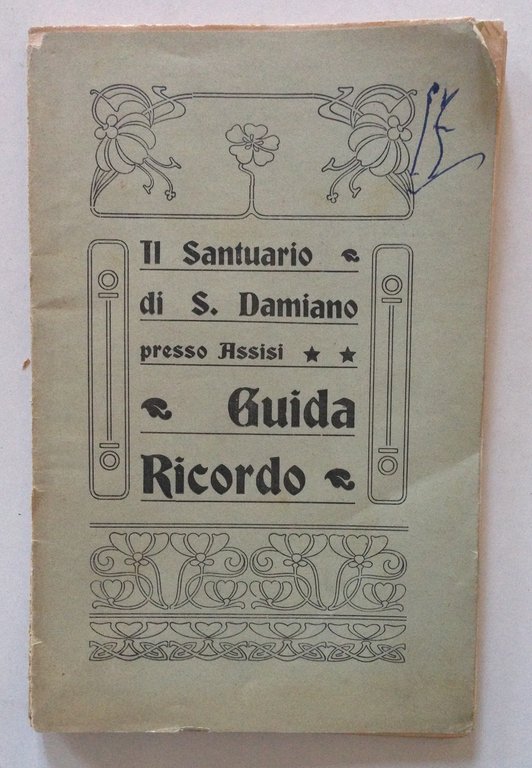 Il Santuario
di S. Damiano
presso Assisi ★ ★
Guida
Ricordo